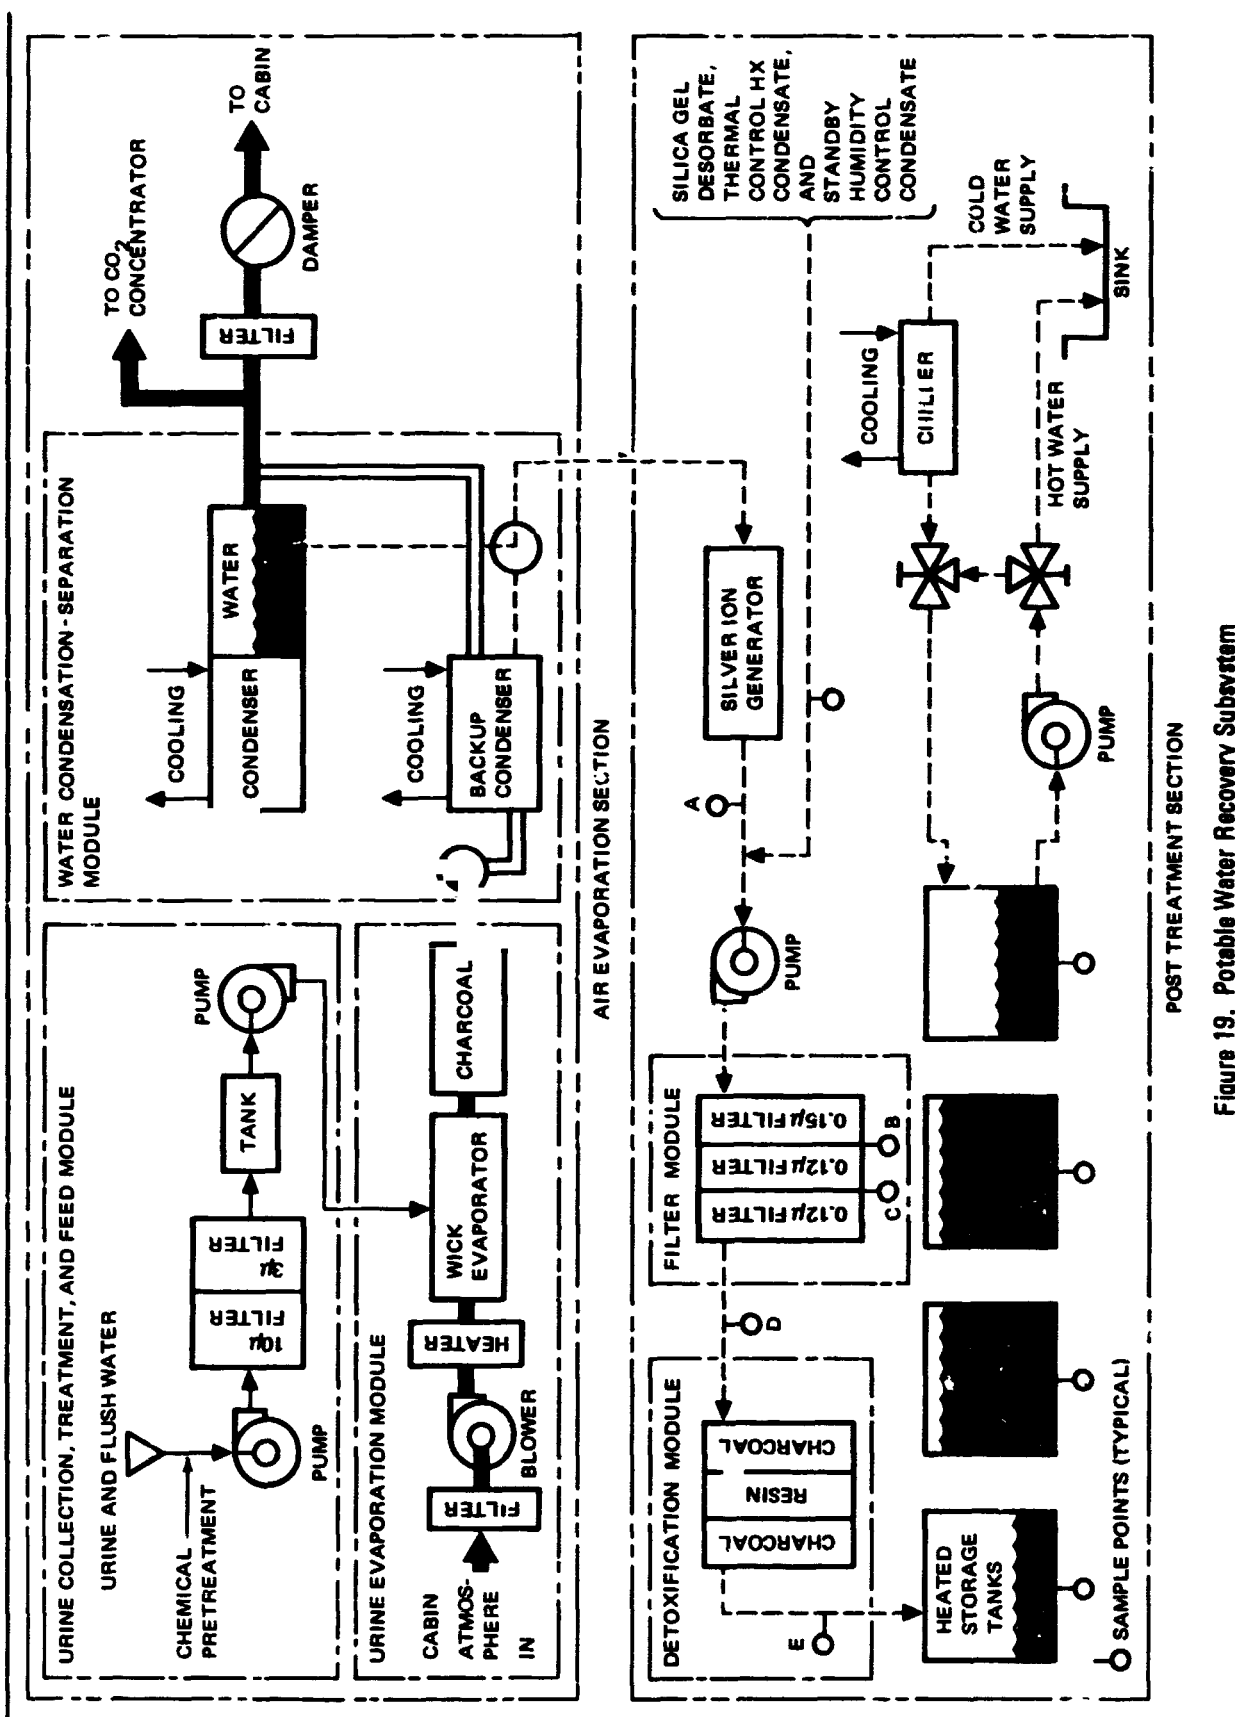 URINE COLLECTION, TREATMENT, AND FEED MODULE
URINE AND FLUSH WATER
CHEMICAL
PRETREATMENT
PUMP
10μ
FILTER
3μ
FILTER
TANK
PUMP
URINE EVAPORATION MODULE
CABIN
ATMOS-
PHERE
IN
FILTER
BLOWER
HEATER
WICK
EVAPORATOR
CHARCOAL
WATER CONDENSATION-SEPARATION
MODULE
COOLING
CONDENSER
WATER
COOLING
BACKUP
CONDENSER
TO CO2
CONCENTRATOR
FILTER
DAMPER
TO
CABIN
AIR EVAPORATION SECTION
SILICA GEL
DESORBATE,
THERMAL
CONTROL HX
CONDENSATE,
AND
STANDBY
HUMIDITY
CONTROL
CONDENSATE
SILVER ION
GENERATOR
A
PUMP
FILTER MODULE
0.15μ FILTER
0.12μ FILTER
0.12μ FILTER
B
C
D
DETOXIFICATION MODULE
CHARCOAL
RESIN
CHARCOAL
E
HEATED
STORAGE
TANKS
SAMPLE POINTS (TYPICAL)
PUMP
COOLING
CHILLER
COLD
WATER
SUPPLY
HOT WATER
SUPPLY
SINK
POST TREATMENT SECTION
Figure 19. Potable Water Recovery Subsystem